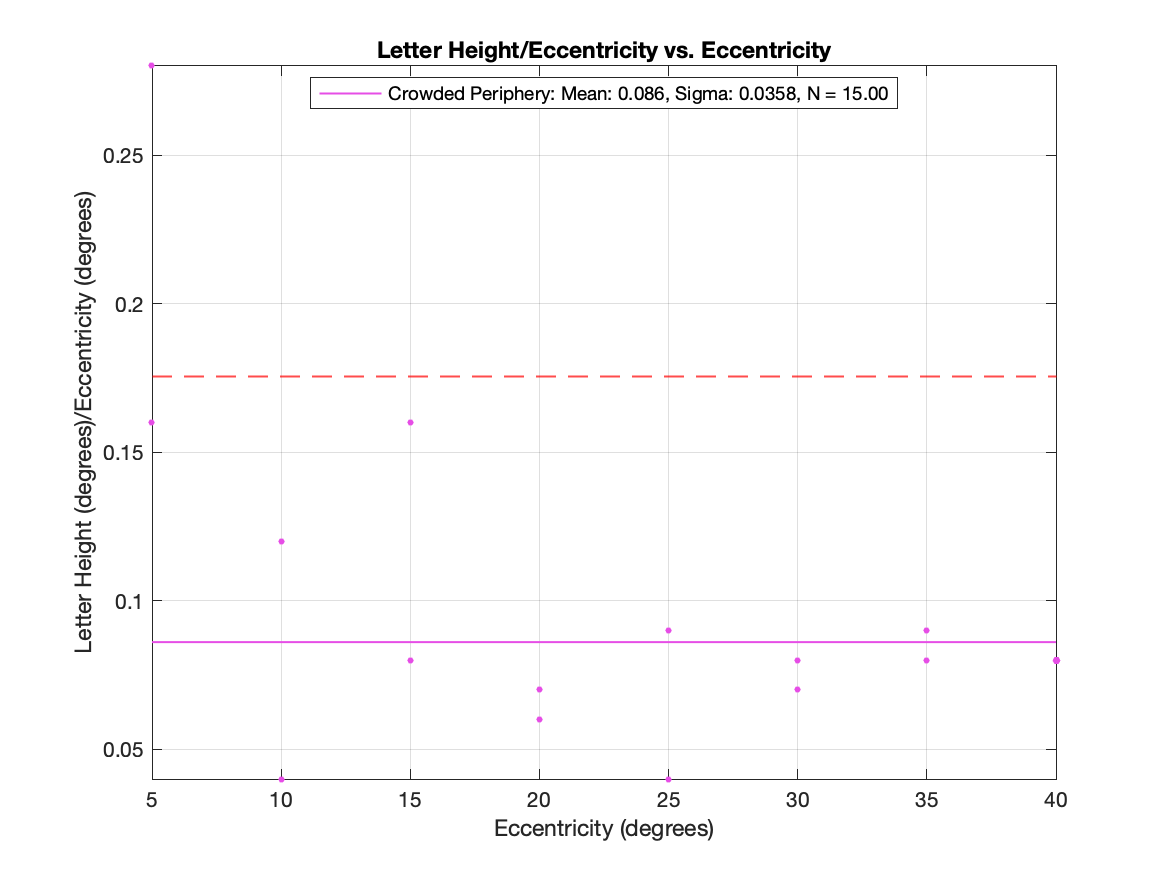 Letter Height/Eccentricity vs. Eccentricity
Crowded Periphery: Mean: 0.086, Sigma: 0.0358, N = 15.00
Letter Height (degrees)/Eccentricity (degrees)
0.25
0.2
0.15
0.1
0.05
5 10 15 20 25 30 35 40
Eccentricity (degrees)